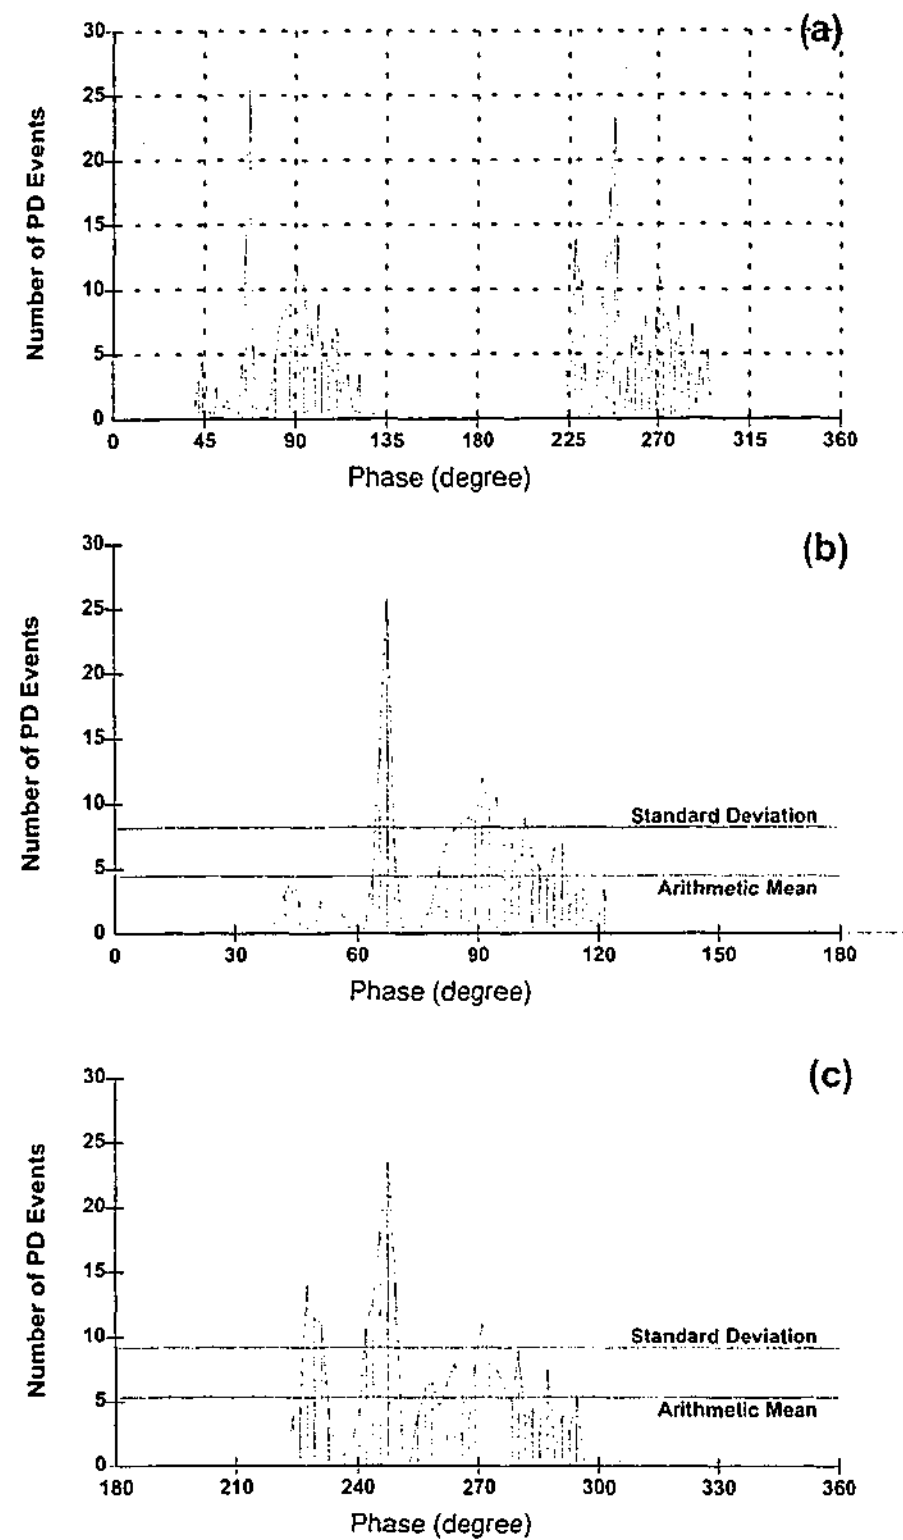 (a)
Number of PD Events
30
25
20
15
10
5
0
0 45 90 135 180 225 270 315 360
Phase (degree)
(b)
Number of PD Events
30
25
20
15
10
5
0
Standard Deviation
Arithmetic Mean
0 30 60 90 120 150 180
Phase (degree)
(c)
Number of PD Events
30
25
20
15
10
5
0
Standard Deviation
Arithmetic Mean
180 210 240 270 300 330 360
Phase (degree)